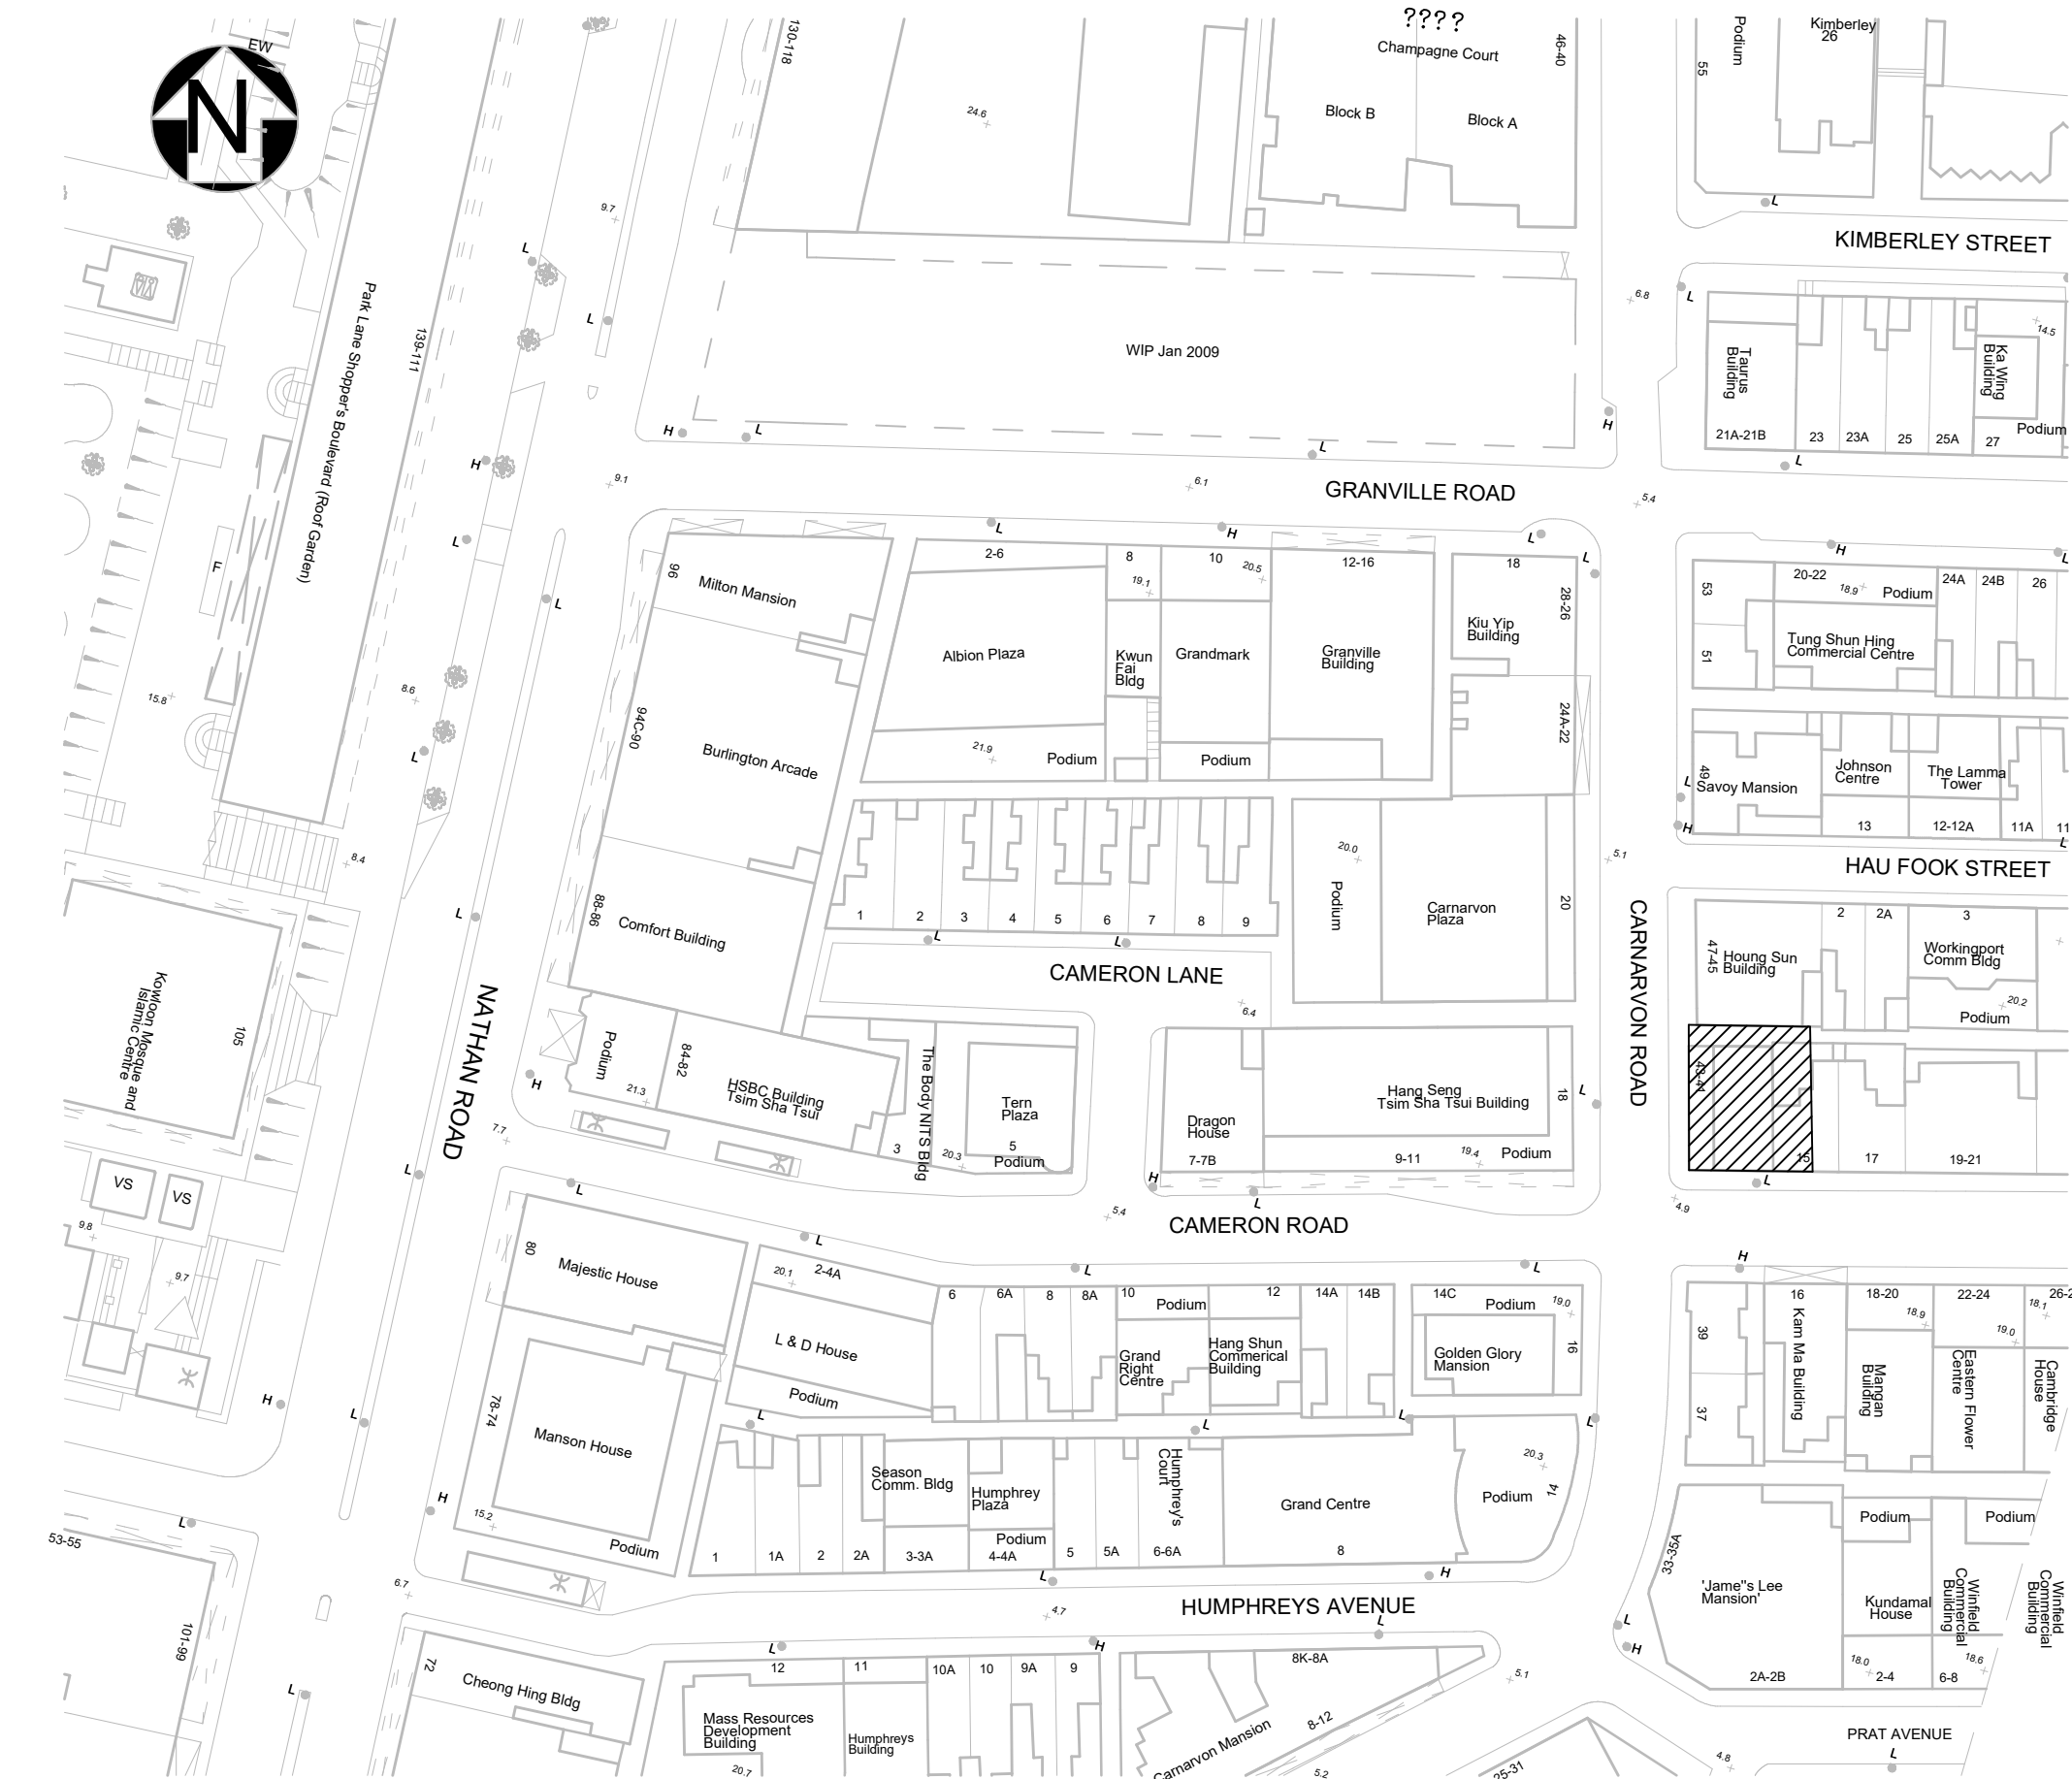 EW
N
130-118
????
Champagne Court
46-40
Block B
Block A
24.6
55
Podium
Kimberley
26
KIMBERLEY STREET
9.7
L
L
L
L
6.8
14.5
Park Lane Shopper's Boulevard (Roof Garden)
139-111
WIP Jan 2009
Taurus
Building
Ka Wing
Building
21A-21B
23
23A
25
25A
27
Podium
H
L
L
H
L
H
9.1
6.1
GRANVILLE ROAD
5.4
F
L
L
L
H
L
L
H
L
96
Milton Mansion
2-6
8
19.1
10
20.5
12-16
18
28-26
Kiu Yip
Building
53
51
20-22
18.9
Podium
24A
24B
26
Tung Shun Hing
Commercial Centre
Albion Plaza
Kwun
Fai
Bldg
Grandmark
Granville
Building
15.8
8.6
L
94C-90
Burlington Arcade
21.9
Podium
Podium
24A-22
49
Savoy Mansion
Johnson
Centre
The Lamma
Tower
L
H
13
12-12A
11A
11
L
8.4
20.0
Podium
Carnarvon
Plaza
20
5.1
HAU FOOK STREET
L
88-86
Comfort Building
1
2
3
4
5
6
7
8
9
L
L
CAMERON LANE
CARNARVON ROAD
2
2A
3
47-45
Houng Sun
Building
Workingport
Comm Bldg
20.2
Podium
Kowloon Mosque and
Islamic Centre
105
NATHAN ROAD
6.4
Podium
84-82
21.3
HSBC Building
Tsim Sha Tsui
The Body NITS Bldg
Tern
Plaza
3
20.3
5
Podium
H
Dragon
House
7-7B
Hang Seng
Tsim Sha Tsui Building
18
9-11
19.4
Podium
L
43-41
15
17
19-21
7.7
L
VS
VS
L
H
L
L
4.9
5.4
CAMERON ROAD
9.8
9.7
80
Majestic House
L
20.1
2-4A
L
L
H
6
6A
8
8A
10
Podium
12
14A
14B
14C
Podium
19.0
16
L & D House
Grand
Right
Centre
Hang Shun
Commerical
Building
Golden Glory
Mansion
39
37
16
Kam Ma Building
18-20
18.9
Mangan
Building
22-24
19.0
Eastern Flower
Centre
18.1
26-2
Cambridge
House
H
L
78-74
Manson House
Podium
L
L
L
L
15.2
Podium
H
Season
Comm. Bldg
Humphrey
Plaza
Podium
Humphrey's
Court
Grand Centre
20.3
Podium
14
1
1A
2
2A
3-3A
4-4A
5
5A
6-6A
8
Podium
Podium
33-35A
'Jame"s Lee
Mansion'
Kundamal
House
Winfield
Commercial
Building
Winfield
Commercial
Building
L
53-55
6.7
L
H
4.7
HUMPHREYS AVENUE
L
L
H
101-99
72
Cheong Hing Bldg
L
L
H
12
11
10A
10
9A
9
8K-8A
5.1
2A-2B
18.0
2-4
6-8
18.6
Mass Resources
Development
Building
20.7
Humphreys
Building
Carnarvon Mansion
8-12
5.2
25-31
4.8
PRAT AVENUE
L